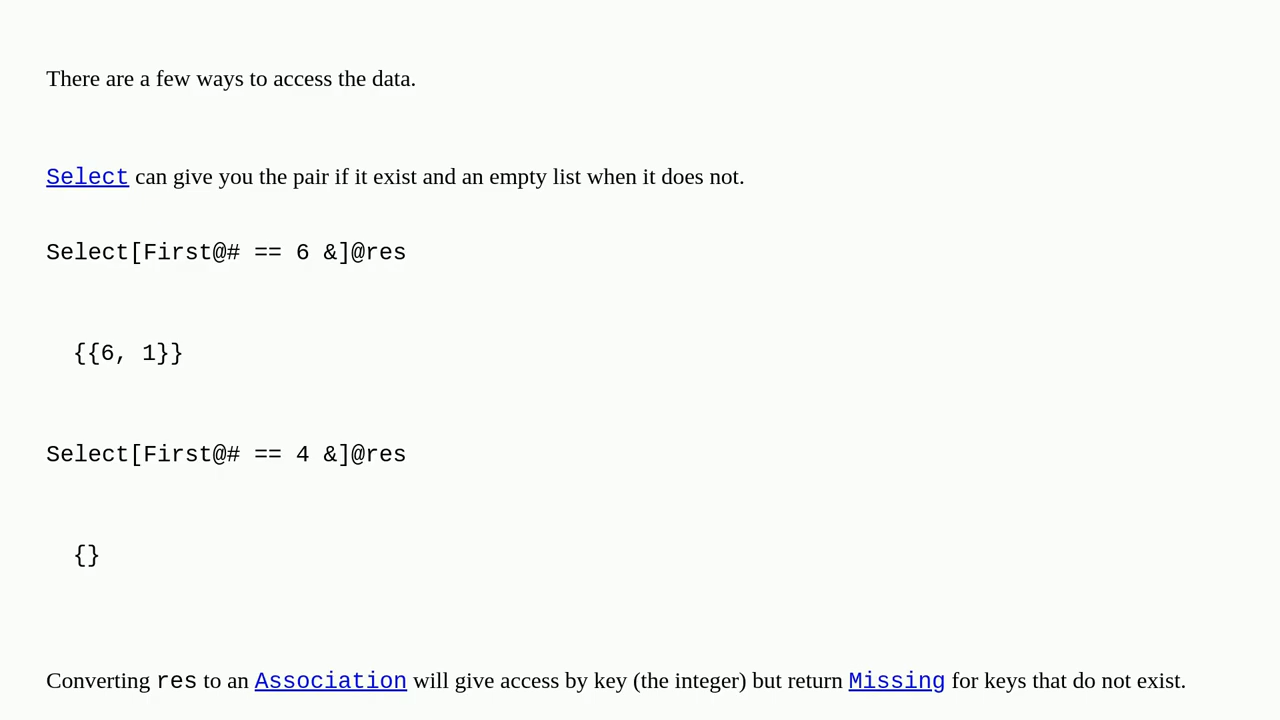 There are a few ways to access the data.
Select can give you the pair if it exist and an empty list when it does not.
Select[First@# == 6 &]@res
{{6, 1}}
Select[First@# == 4 &]@res
{}
Converting res to an Association will give access by key (the integer) but return Missing for keys that do not exist.